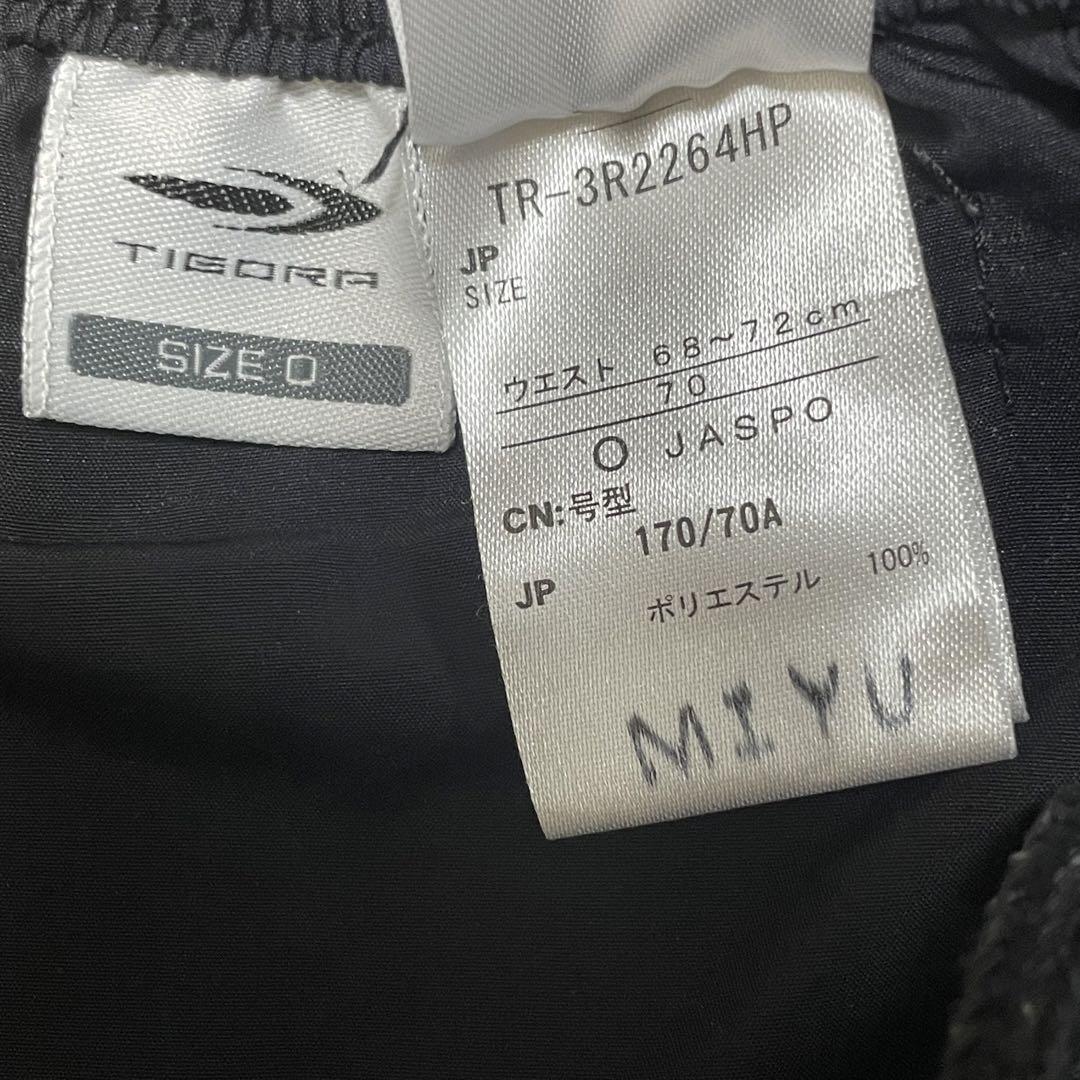 TIGORA
SIZE O
TR-3R2264HP
JP
SIZE
ウエスト 68~72cm
70
O JASPO
CN:号型
170/70A
JP
ポリエステル 100%
MIYU